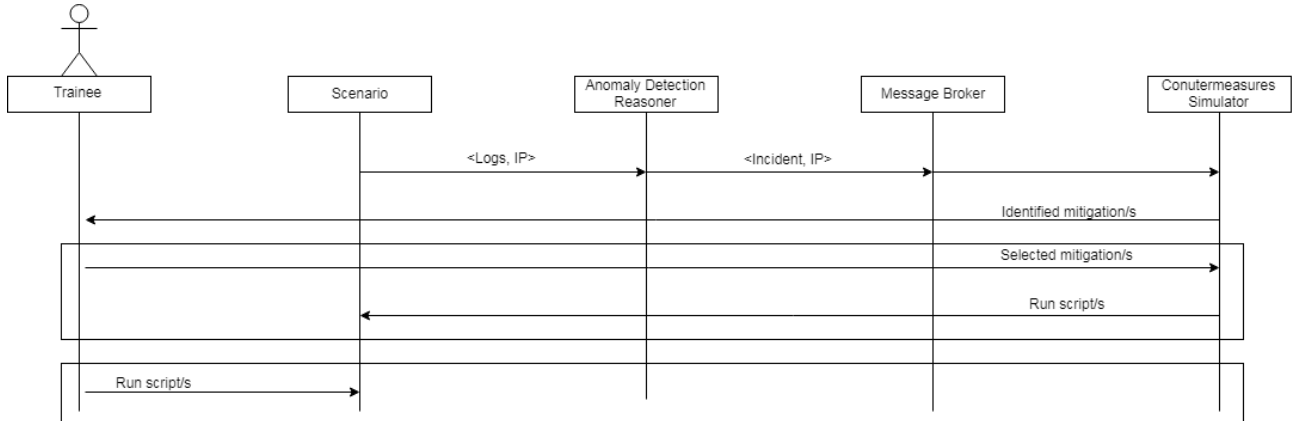 Trainee
Scenario
Anomaly Detection
Reasoner
Message Broker
Conutermeasures
Simulator
<Logs, IP>
<Incident, IP>
Identified mitigation/s
Selected mitigation/s
Run script/s
Run script/s